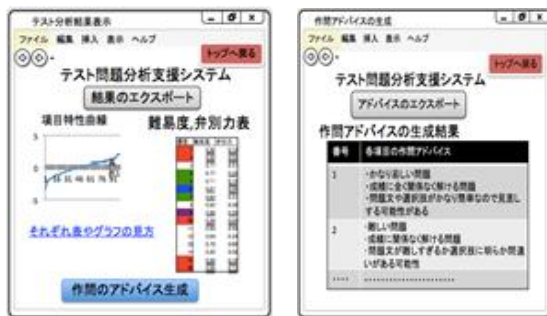 テスト分析結果表示
ファイル 編集 挿入 表示 ヘルプ
トップへ戻る
テスト問題分析支援システム
結果のエクスポート
項目特性曲線
難易度,弁別力表
5
0
-5
1 16 31 46 61 76 91
それぞれ表やグラフの見方
作問のアドバイス生成
作問アドバイスの生成
ファイル 編集 挿入 表示 ヘルプ
トップへ戻る
テスト問題分析支援システム
アドバイスのエクスポート
作問アドバイスの生成結果
番号 各項目の作問アドバイス
1
・かなり易しい問題
・成績に全く関係なく解ける問題
・問題文や選択肢がかなり簡単なので見直し
する可能性がある
2
・難しい問題
・成績に関係なく解ける問題
・問題文が難しすぎるか選択肢に明らか間違
いがある可能性